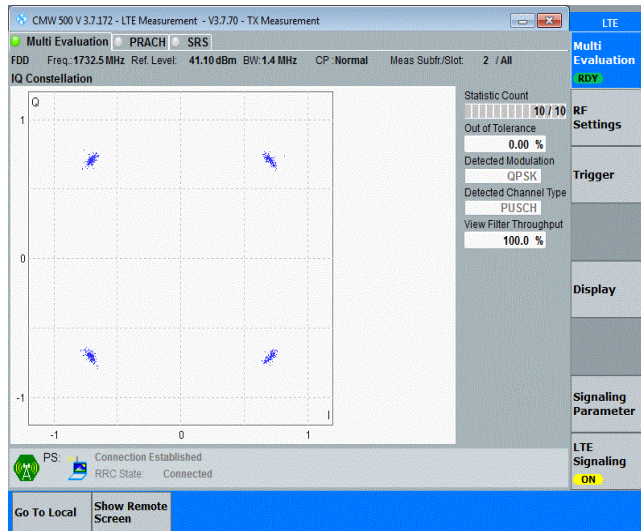 CMW 500 V 3.7.172 - LTE Measurement - V3.7.70 - TX Measurement
LTE
Multi Evaluation PRACH SRS
Multi Evaluation
RDY
FDD Freq.: 1732.5 MHz Ref. Level: 41.10 dBm BW: 1.4 MHz CP : Normal Meas Subfr./Slot: 2 / All
IQ Constellation
Q
1
0
-1
I
-1 0 1
Statistic Count
10 / 10
Out of Tolerance
0.00 %
Detected Modulation
QPSK
Detected Channel Type
PUSCH
View Filter Throughput
100.0 %
RF Settings
Trigger
Display
Signaling Parameter
LTE Signaling
ON
PS: Connection Established
RRC State: Connected
Go To Local
Show Remote Screen